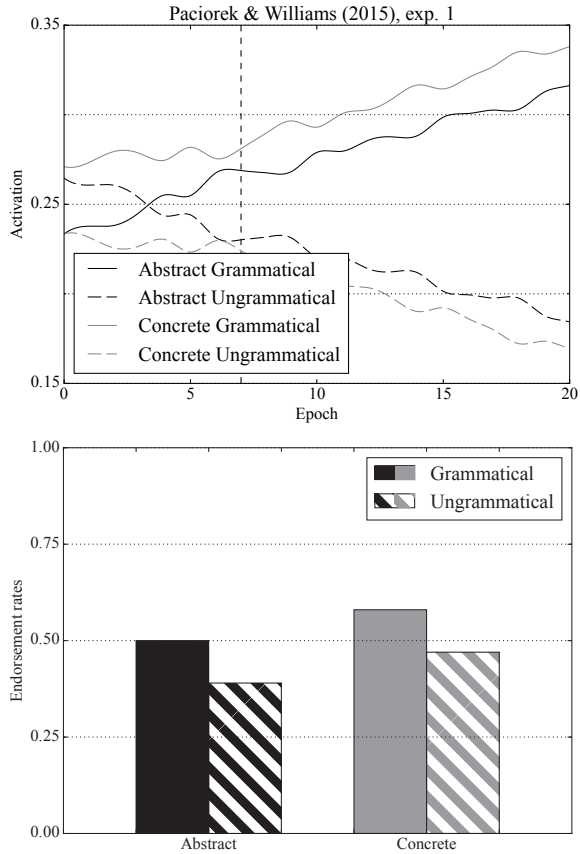 Paciorek & Williams (2015), exp. 1
0.35
0.25
0.15
Activation
Abstract Grammatical
Abstract Ungrammatical
Concrete Grammatical
Concrete Ungrammatical
0 5 10 15 20
Epoch
1.00
0.75
0.50
0.25
0.00
Endorsement rates
Grammatical
Ungrammatical
Abstract Concrete